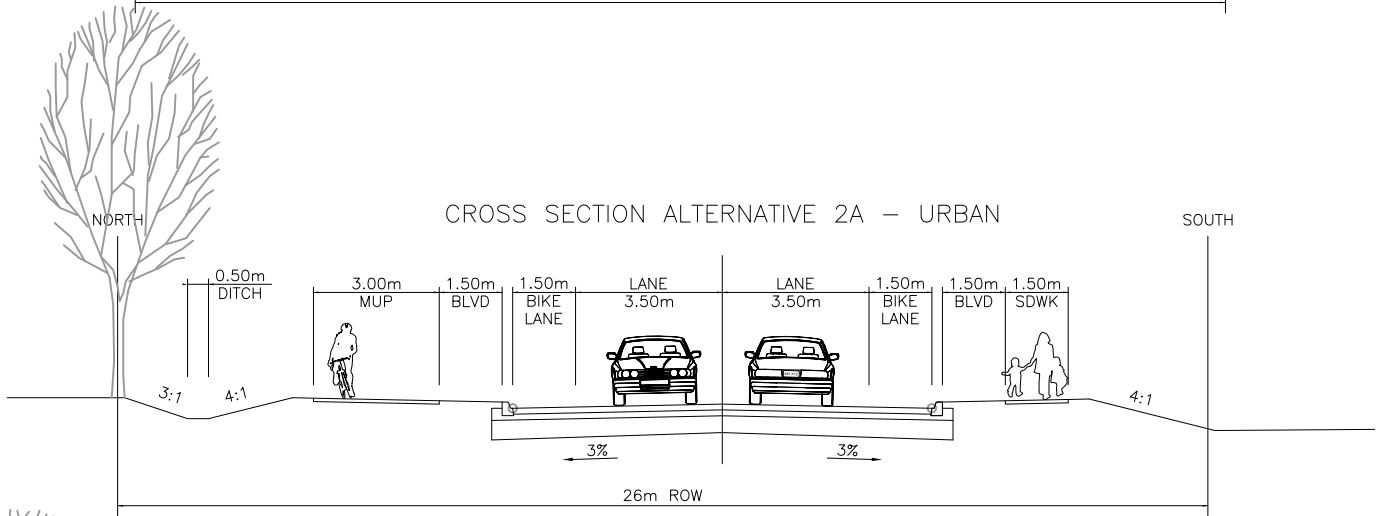 CROSS SECTION ALTERNATIVE 2A – URBAN
NORTH
SOUTH
0.50m
DITCH
3.00m
MUP
1.50m
BLVD
1.50m
BIKE
LANE
LANE
3.50m
LANE
3.50m
1.50m
BIKE
LANE
1.50m
BLVD
1.50m
SDWK
3:1
4:1
4:1
3%
3%
26m ROW